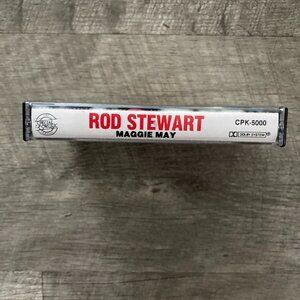 ROD STEWART
MAGGIE MAY
CPK-5000
DOLBY SYSTEM